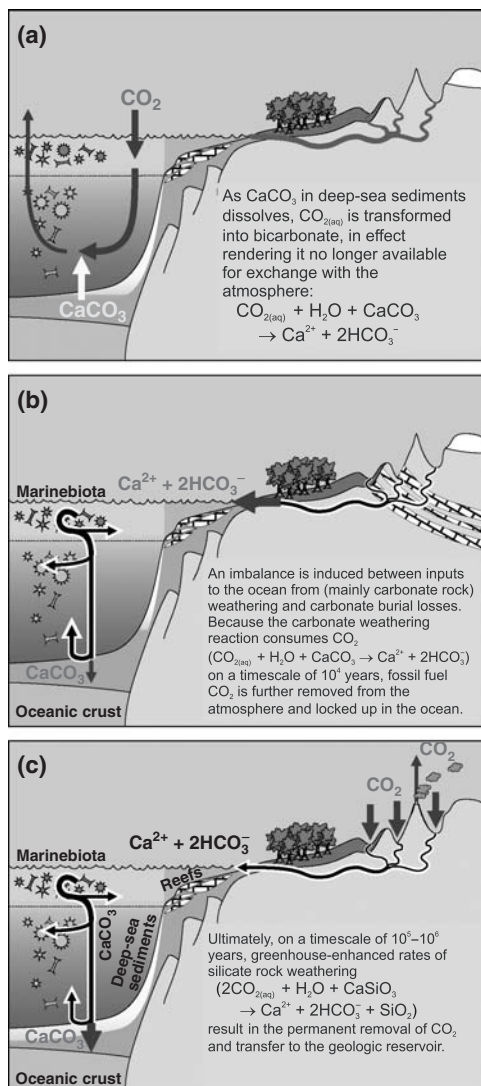 (a)
CO2
As CaCO3 in deep-sea sediments
dissolves, CO2(aq) is transformed
into bicarbonate, in effect
rendering it no longer available
for exchange with the
atmosphere:
CO2(aq) + H2O + CaCO3
→ Ca2+ + 2HCO3−
CaCO3
(b)
Ca2+ + 2HCO3−
Marinebiota
An imbalance is induced between inputs
to the ocean from (mainly carbonate rock)
weathering and carbonate burial losses.
Because the carbonate weathering
reaction consumes CO2
(CO2(aq) + H2O + CaCO3 → Ca2+ + 2HCO3−)
on a timescale of 10^4 years, fossil fuel
CO2 is further removed from the
atmosphere and locked up in the ocean.
CaCO3
Oceanic crust
(c)
CO2
CO2
Ca2+ + 2HCO3−
Marinebiota
Reefs
CaCO3
Deep-sea
sediments
Ultimately, on a timescale of 10^5–10^6
years, greenhouse-enhanced rates of
silicate rock weathering
(2CO2(aq) + H2O + CaSiO3
→ Ca2+ + 2HCO3− + SiO2)
result in the permanent removal of CO2
and transfer to the geologic reservoir.
CaCO3
Oceanic crust